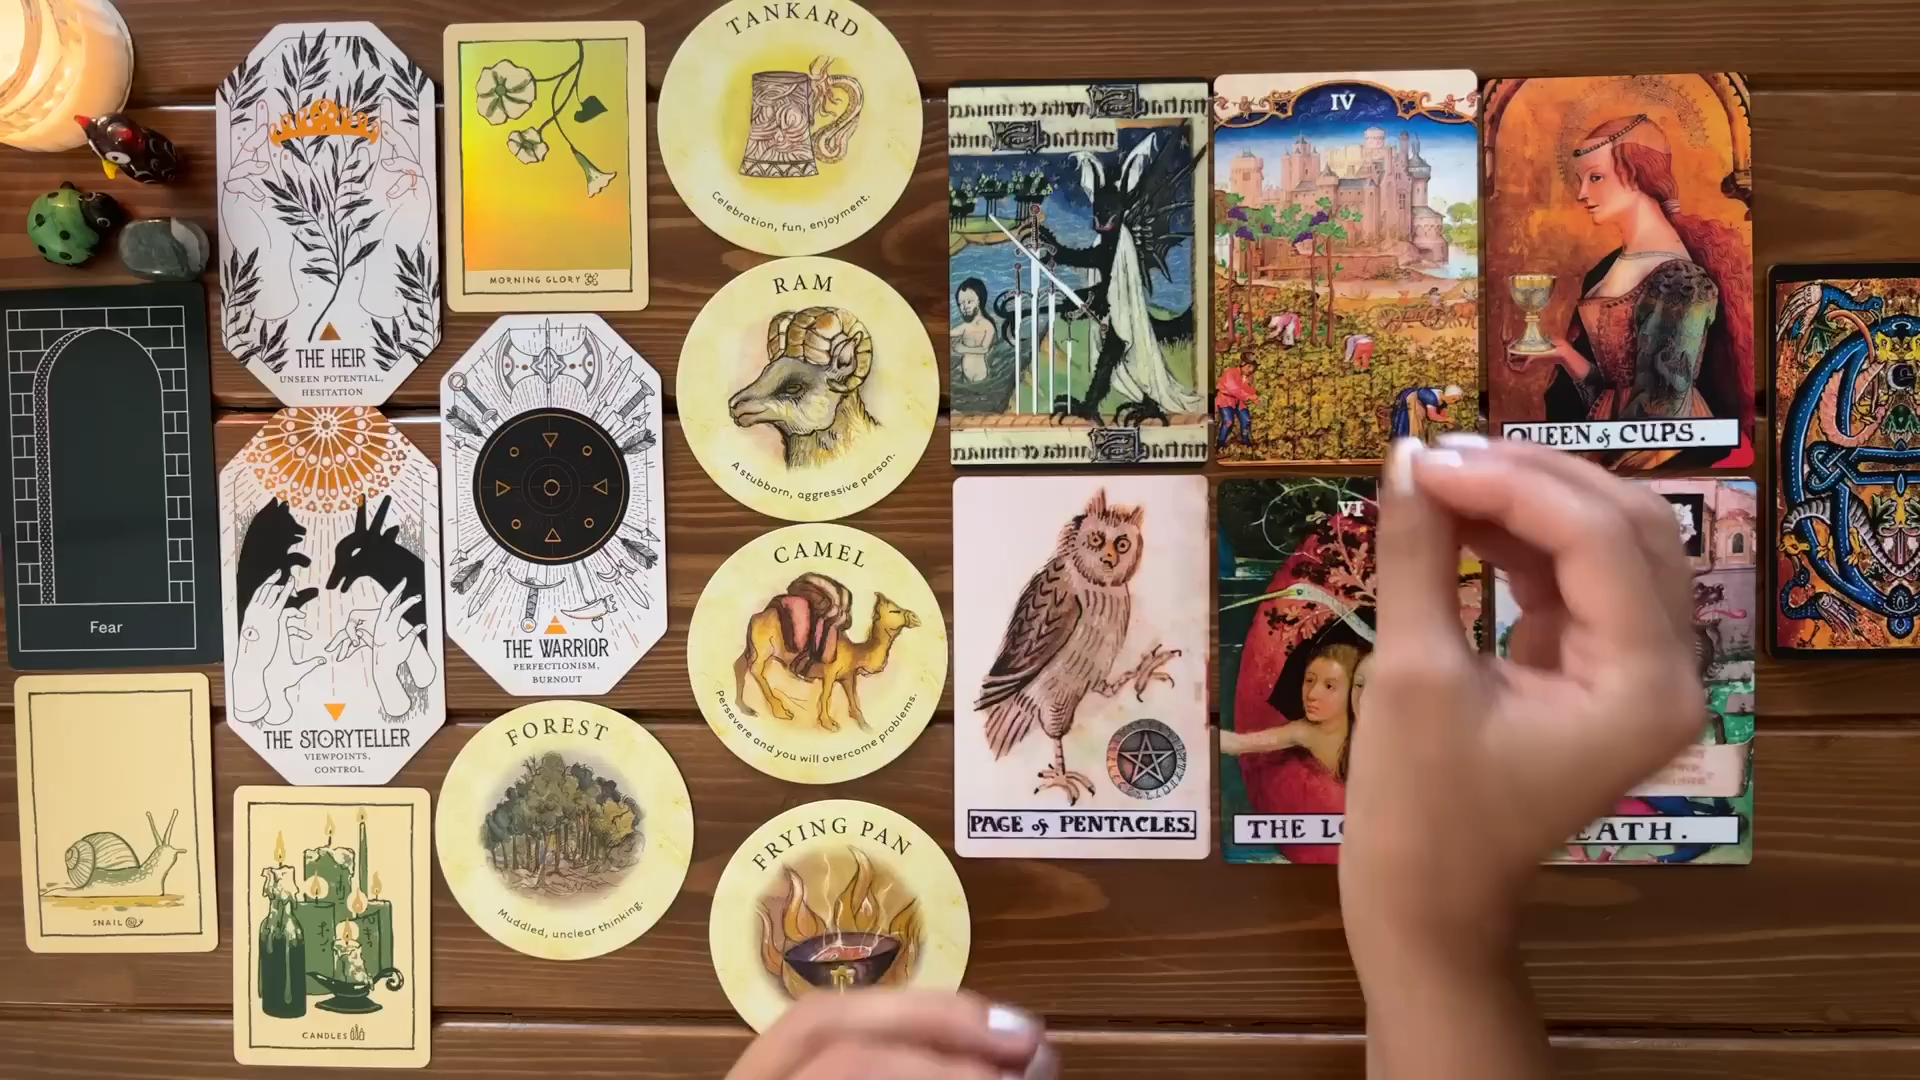 Fear
SNAIL
THE HEIR
UNSEEN POTENTIAL,
HESITATION
THE STORYTELLER
VIEWPOINTS,
CONTROL
CANDLES
MORNING GLORY
THE WARRIOR
PERFECTIONISM,
BURNOUT
FOREST
Muddled, unclear thinking.
TANKARD
Celebration, fun, enjoyment.
RAM
A stubborn, aggressive person.
CAMEL
Persevere and you will overcome problems.
FRYING PAN
IV
QUEEN of CUPS.
PAGE of PENTACLES.
VI
THE